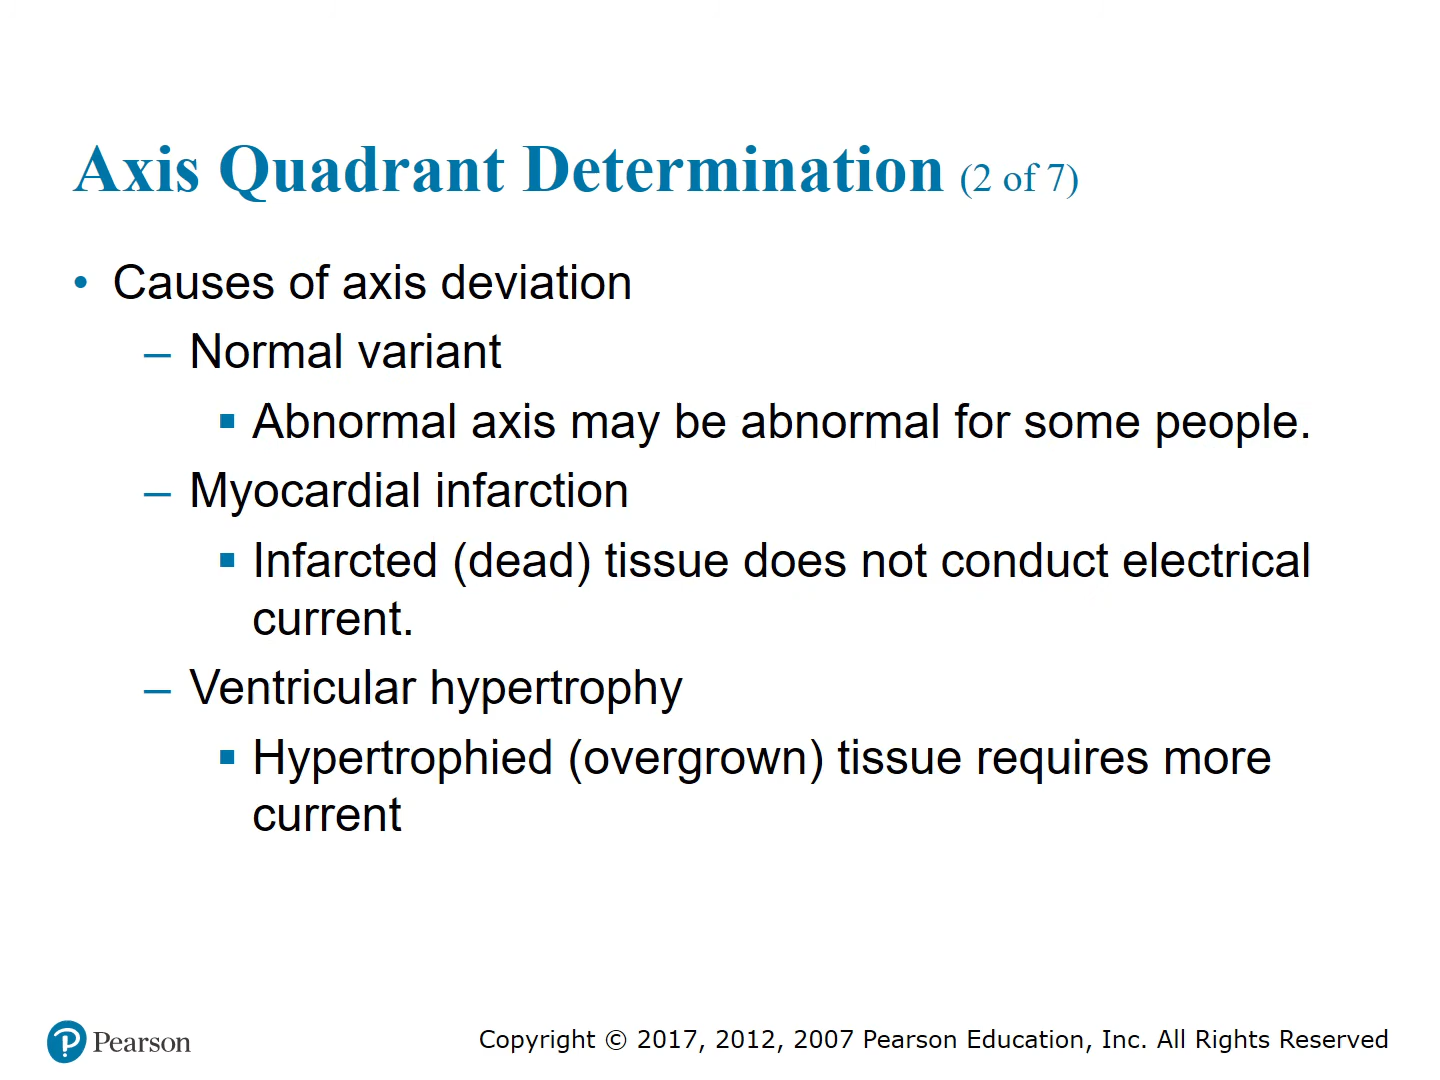 Axis Quadrant Determination (2 of 7)
• Causes of axis deviation
– Normal variant
▪ Abnormal axis may be abnormal for some people.
– Myocardial infarction
▪ Infarcted (dead) tissue does not conduct electrical
current.
– Ventricular hypertrophy
▪ Hypertrophied (overgrown) tissue requires more
current
Pearson
Copyright © 2017, 2012, 2007 Pearson Education, Inc. All Rights Reserved